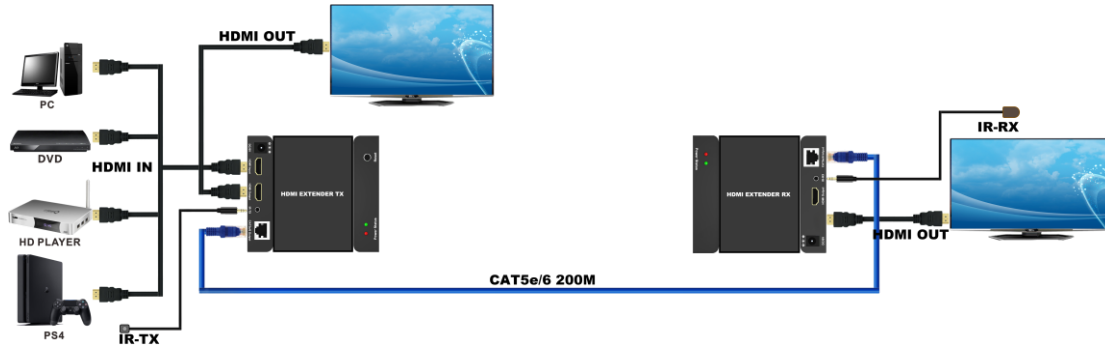 HDMI OUT
PC
DVD
HDMI IN
HD PLAYER
PS4
IR-TX
HDMI EXTENDER TX
CAT5e/6 200M
HDMI EXTENDER RX
IR-RX
HDMI OUT